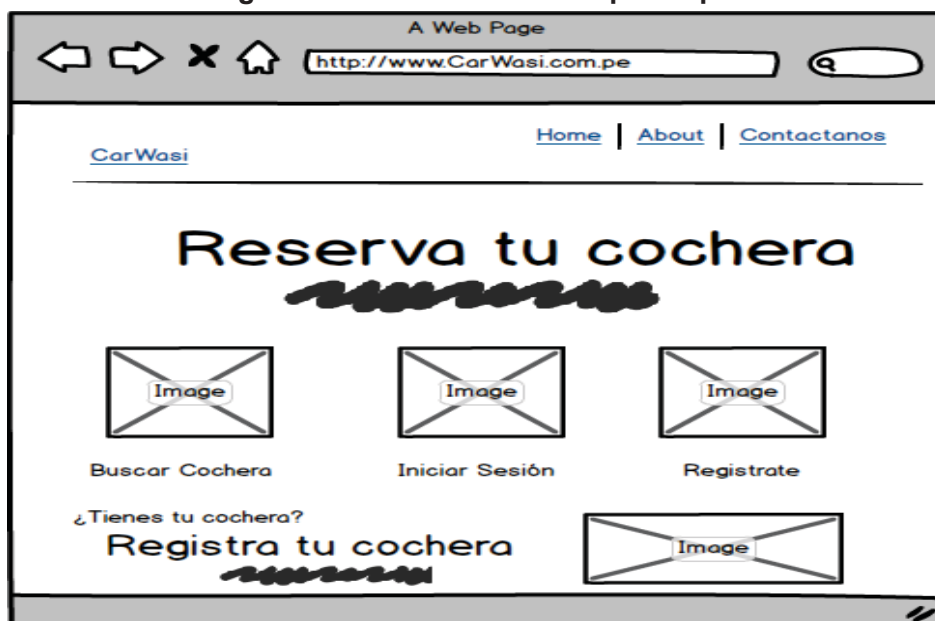 A Web Page
http://www.CarWasi.com.pe
Home | About | Contactanos
CarWasi
Reserva tu cochera
Image Image Image
Buscar Cochera Iniciar Sesión Registrate
¿Tienes tu cochera?
Registra tu cochera
Image